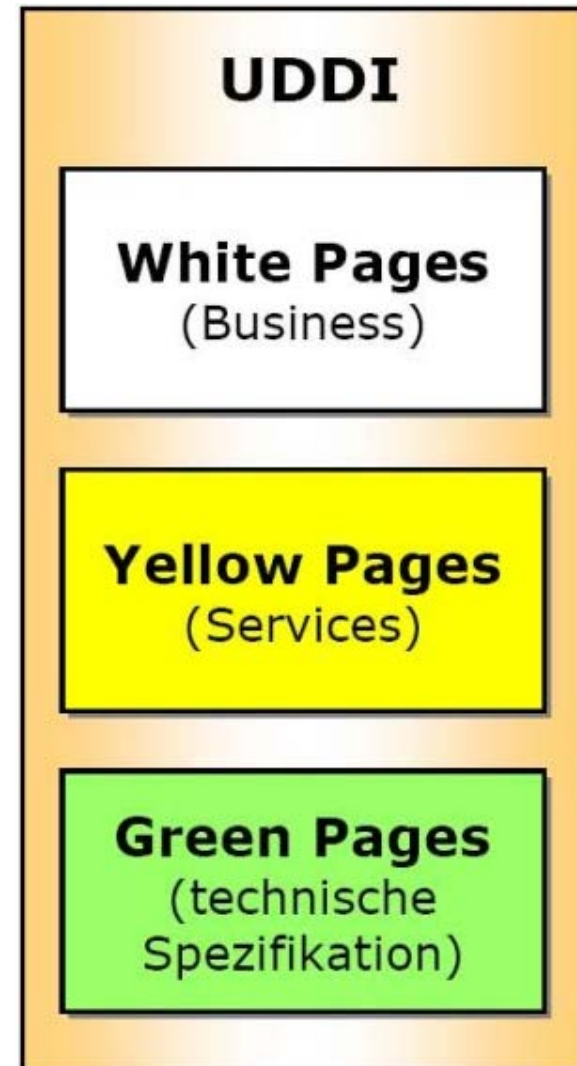 UDDI
White Pages
(Business)
Yellow Pages
(Services)
Green Pages
(technische
Spezifikation)